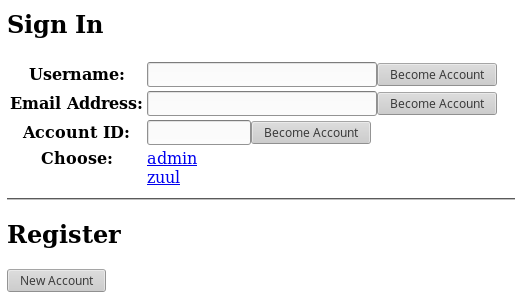 Sign In
Username: Become Account
Email Address: Become Account
Account ID: Become Account
Choose: admin
zuul
Register
New Account